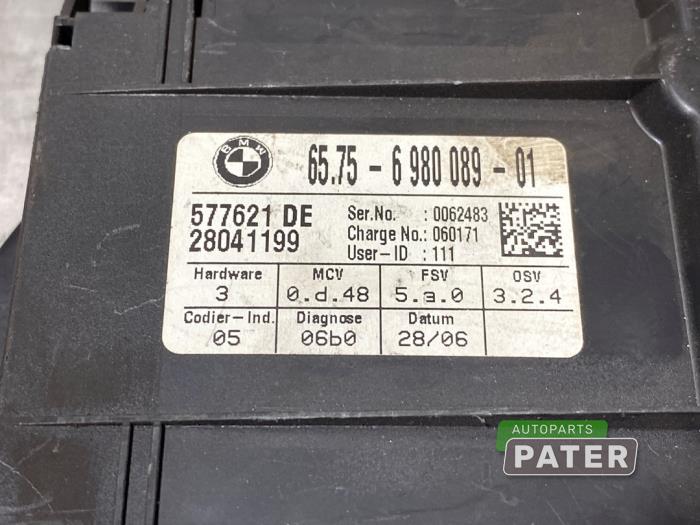 BMW
65.75 - 6 980 089 - 01
577621 DE
28041199
Ser.No. : 0062483
Charge No.: 060171
User-ID : 111
Hardware MCV FSV OSV
3 0.d.48 5.a.0 3.2.4
Codier-Ind. Diagnose Datum
05 06b0 28/06
AUTOPARTS
PATER